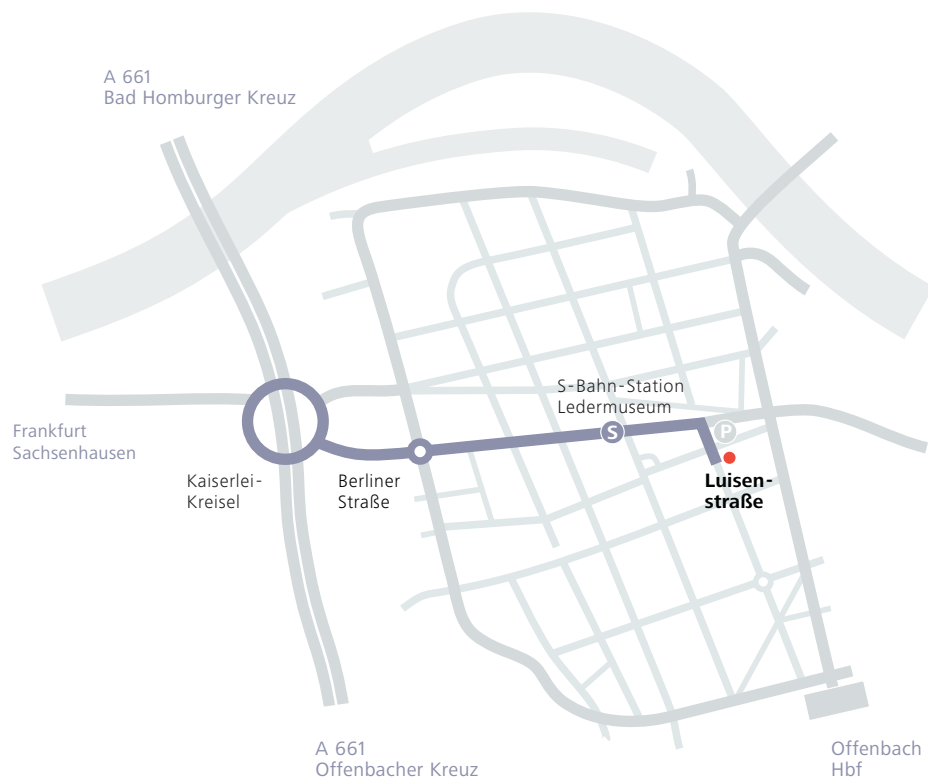 A 661
Bad Homburger Kreuz
S-Bahn-Station
Ledermuseum
Frankfurt
Sachsenhausen
S
P
Kaiserlei-
Kreisel
Berliner
Straße
Luisen-
straße
A 661
Offenbacher Kreuz
Offenbach
Hbf